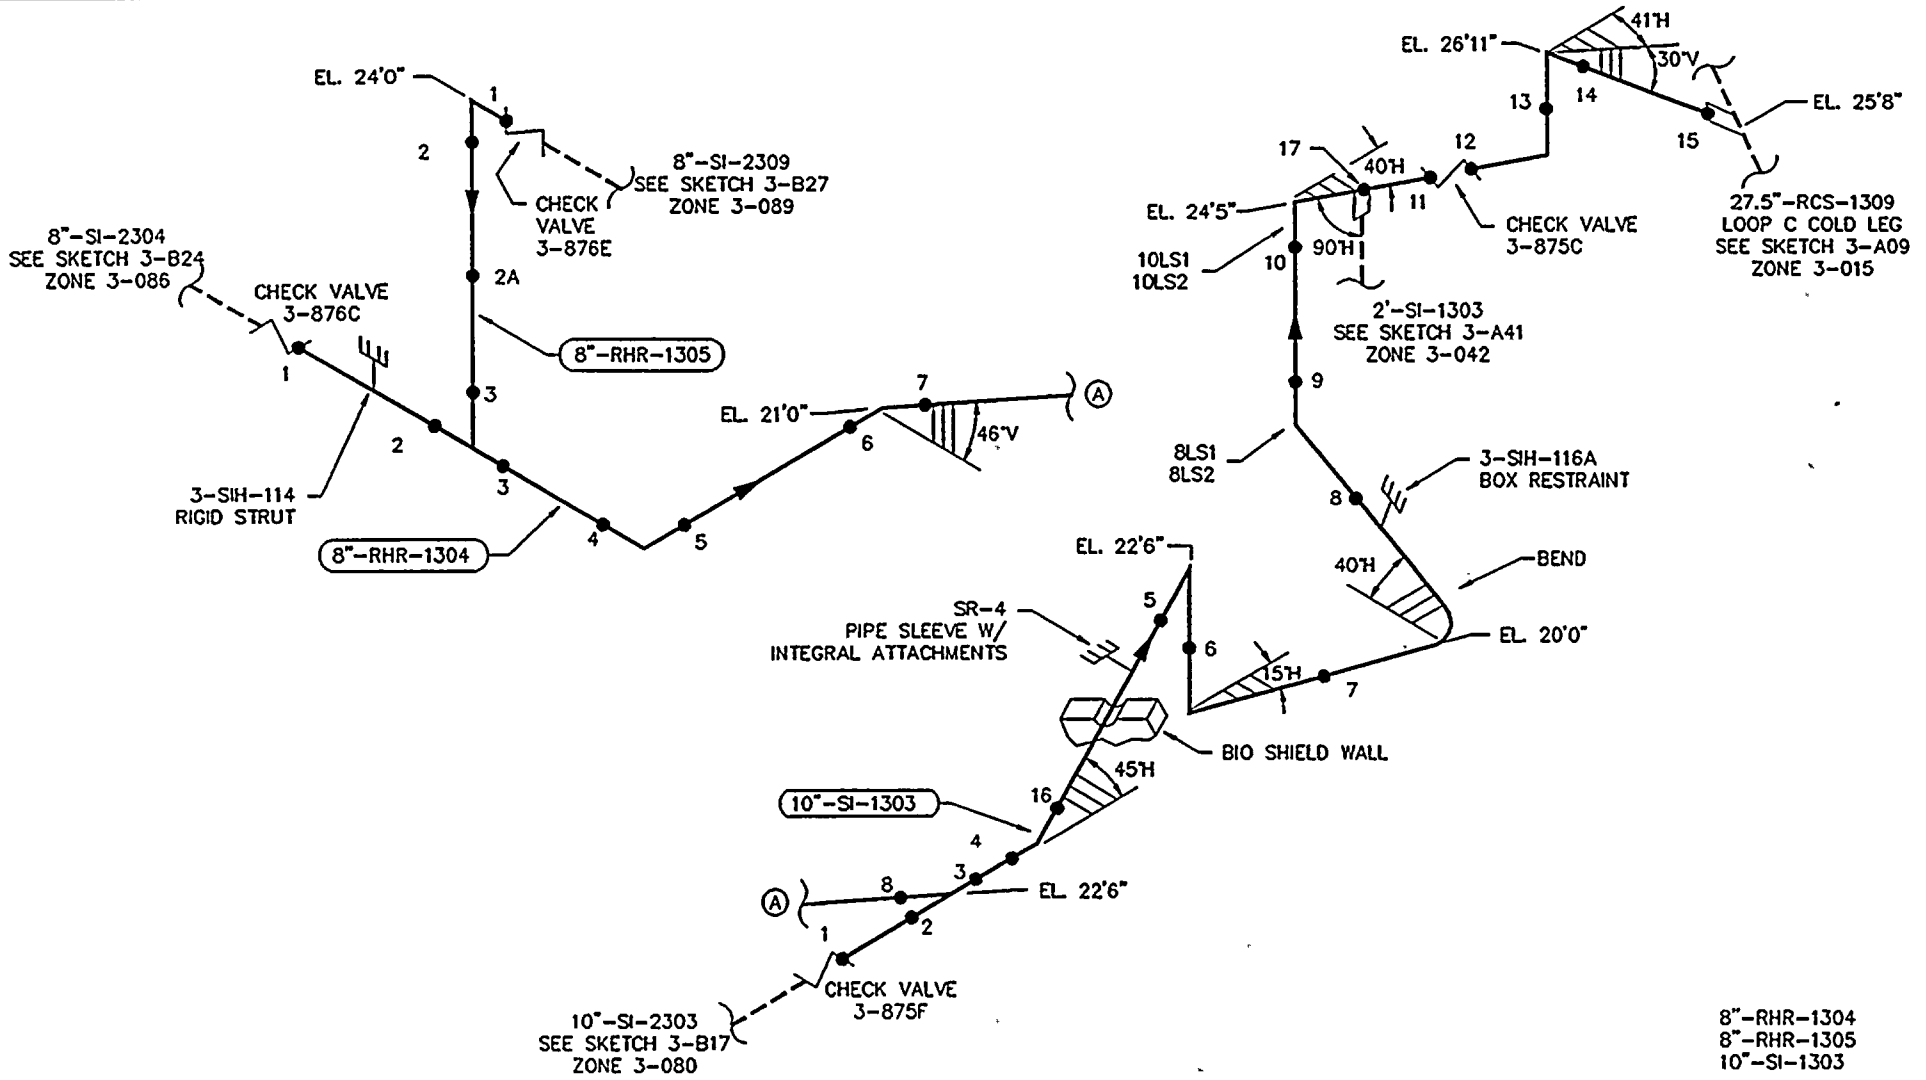 EL. 24'0"
1
2
8"-SI-2309
SEE SKETCH 3-B27
ZONE 3-089
CHECK
VALVE
3-876E
8"-SI-2304
SEE SKETCH 3-B24
ZONE 3-086
CHECK VALVE
3-876C
2A
8"-RHR-1305
1
3
2
3
3-SIH-114
RIGID STRUT
8"-RHR-1304
4
5
EL. 21'0"
6
7
46°V
A
EL. 26'11"
41°H
30°V
13
14
15
EL. 25'8"
27.5"-RCS-1309
LOOP C COLD LEG
SEE SKETCH 3-A09
ZONE 3-015
17
40°H
12
11
CHECK VALVE
3-875C
EL. 24'5"
10LS1
10LS2
10
90°H
2'-SI-1303
SEE SKETCH 3-A41
ZONE 3-042
9
8LS1
8LS2
8
3-SIH-116A
BOX RESTRAINT
40°H
BEND
EL. 20'0"
EL. 22'6"
5
SR-4
PIPE SLEEVE W/
INTEGRAL ATTACHMENTS
6
15°H
7
BIO SHIELD WALL
45°H
16
10"-SI-1303
4
3
8
EL. 22'6"
A
2
1
CHECK VALVE
3-875F
10"-SI-2303
SEE SKETCH 3-B17
ZONE 3-080
8"-RHR-1304
8"-RHR-1305
10"-SI-1303